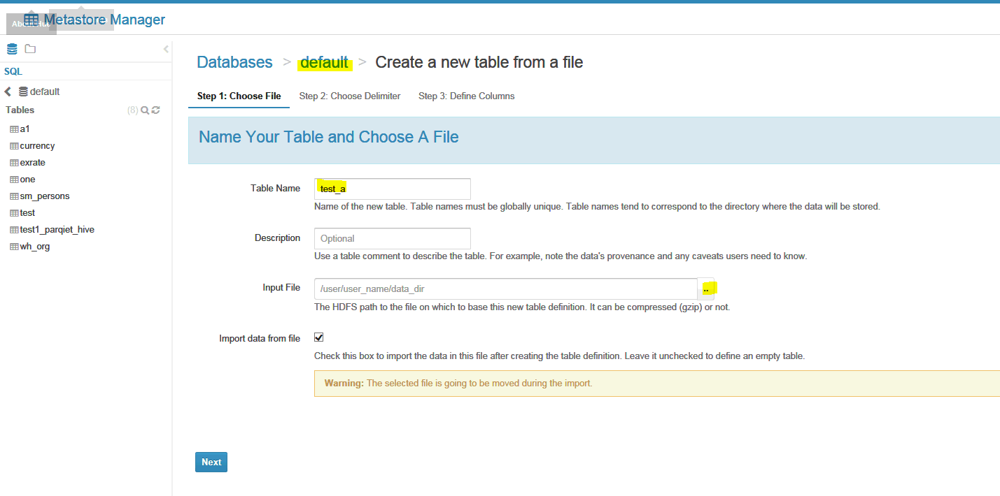 Metastore Manager
SQL
default
Tables (8)
a1
currency
exrate
one
sm_persons
test
test1_parqiet_hive
wh_org
Databases > default > Create a new table from a file
Step 1: Choose File Step 2: Choose Delimiter Step 3: Define Columns
Name Your Table and Choose A File
Table Name test_a
Name of the new table. Table names must be globally unique. Table names tend to correspond to the directory where the data will be stored.
Description Optional
Use a table comment to describe the table. For example, note the data's provenance and any caveats users need to know.
Input File /user/user_name/data_dir ..
The HDFS path to the file on which to base this new table definition. It can be compressed (gzip) or not.
Import data from file
Check this box to import the data in this file after creating the table definition. Leave it unchecked to define an empty table.
Warning: The selected file is going to be moved during the import.
Next